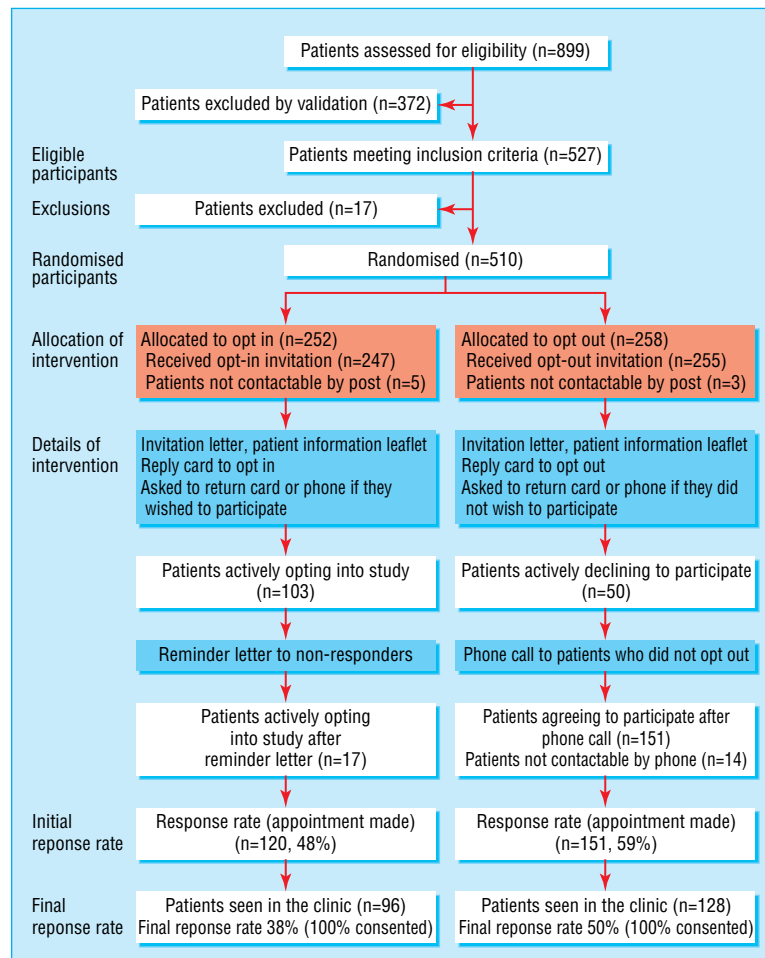 Patients assessed for eligibility (n=899)
Patients excluded by validation (n=372)
Eligible
participants
Patients meeting inclusion criteria (n=527)
Exclusions
Patients excluded (n=17)
Randomised
participants
Randomised (n=510)
Allocation of
intervention
Allocated to opt in (n=252)
Received opt-in invitation (n=247)
Patients not contactable by post (n=5)
Allocated to opt out (n=258)
Received opt-out invitation (n=255)
Patients not contactable by post (n=3)
Details of
intervention
Invitation letter, patient information leaflet
Reply card to opt in
Asked to return card or phone if they
wished to participate
Invitation letter, patient information leaflet
Reply card to opt out
Asked to return card or phone if they did
not wish to participate
Patients actively opting into study
(n=103)
Patients actively declining to participate
(n=50)
Reminder letter to non-responders
Phone call to patients who did not opt out
Patients actively opting
into study after
reminder letter (n=17)
Patients agreeing to participate after
phone call (n=151)
Patients not contactable by phone (n=14)
Initial
reponse rate
Response rate (appointment made)
(n=120, 48%)
Response rate (appointment made)
(n=151, 59%)
Final
reponse rate
Patients seen in the clinic (n=96)
Final reponse rate 38% (100% consented)
Patients seen in the clinic (n=128)
Final reponse rate 50% (100% consented)